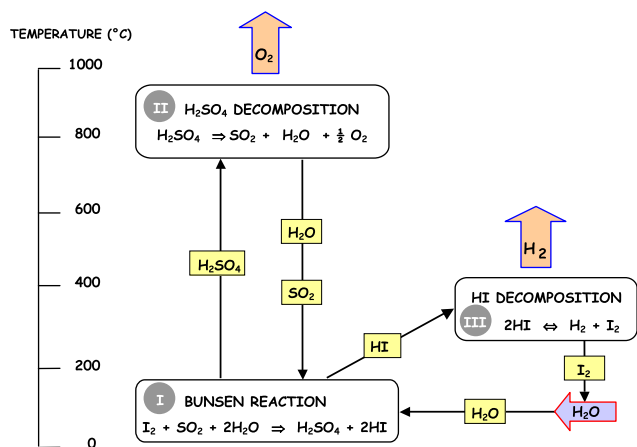 TEMPERATURE (°C)
1000
800
600
400
200
0
O₂
II H₂SO₄ DECOMPOSITION
H₂SO₄ ⇒ SO₂ + H₂O + ½ O₂
H₂O
H₂SO₄
SO₂
H₂
HI DECOMPOSITION
III 2HI ⇔ H₂ + I₂
HI
I₂
I BUNSEN REACTION
I₂ + SO₂ + 2H₂O ⇒ H₂SO₄ + 2HI
H₂O
H₂O